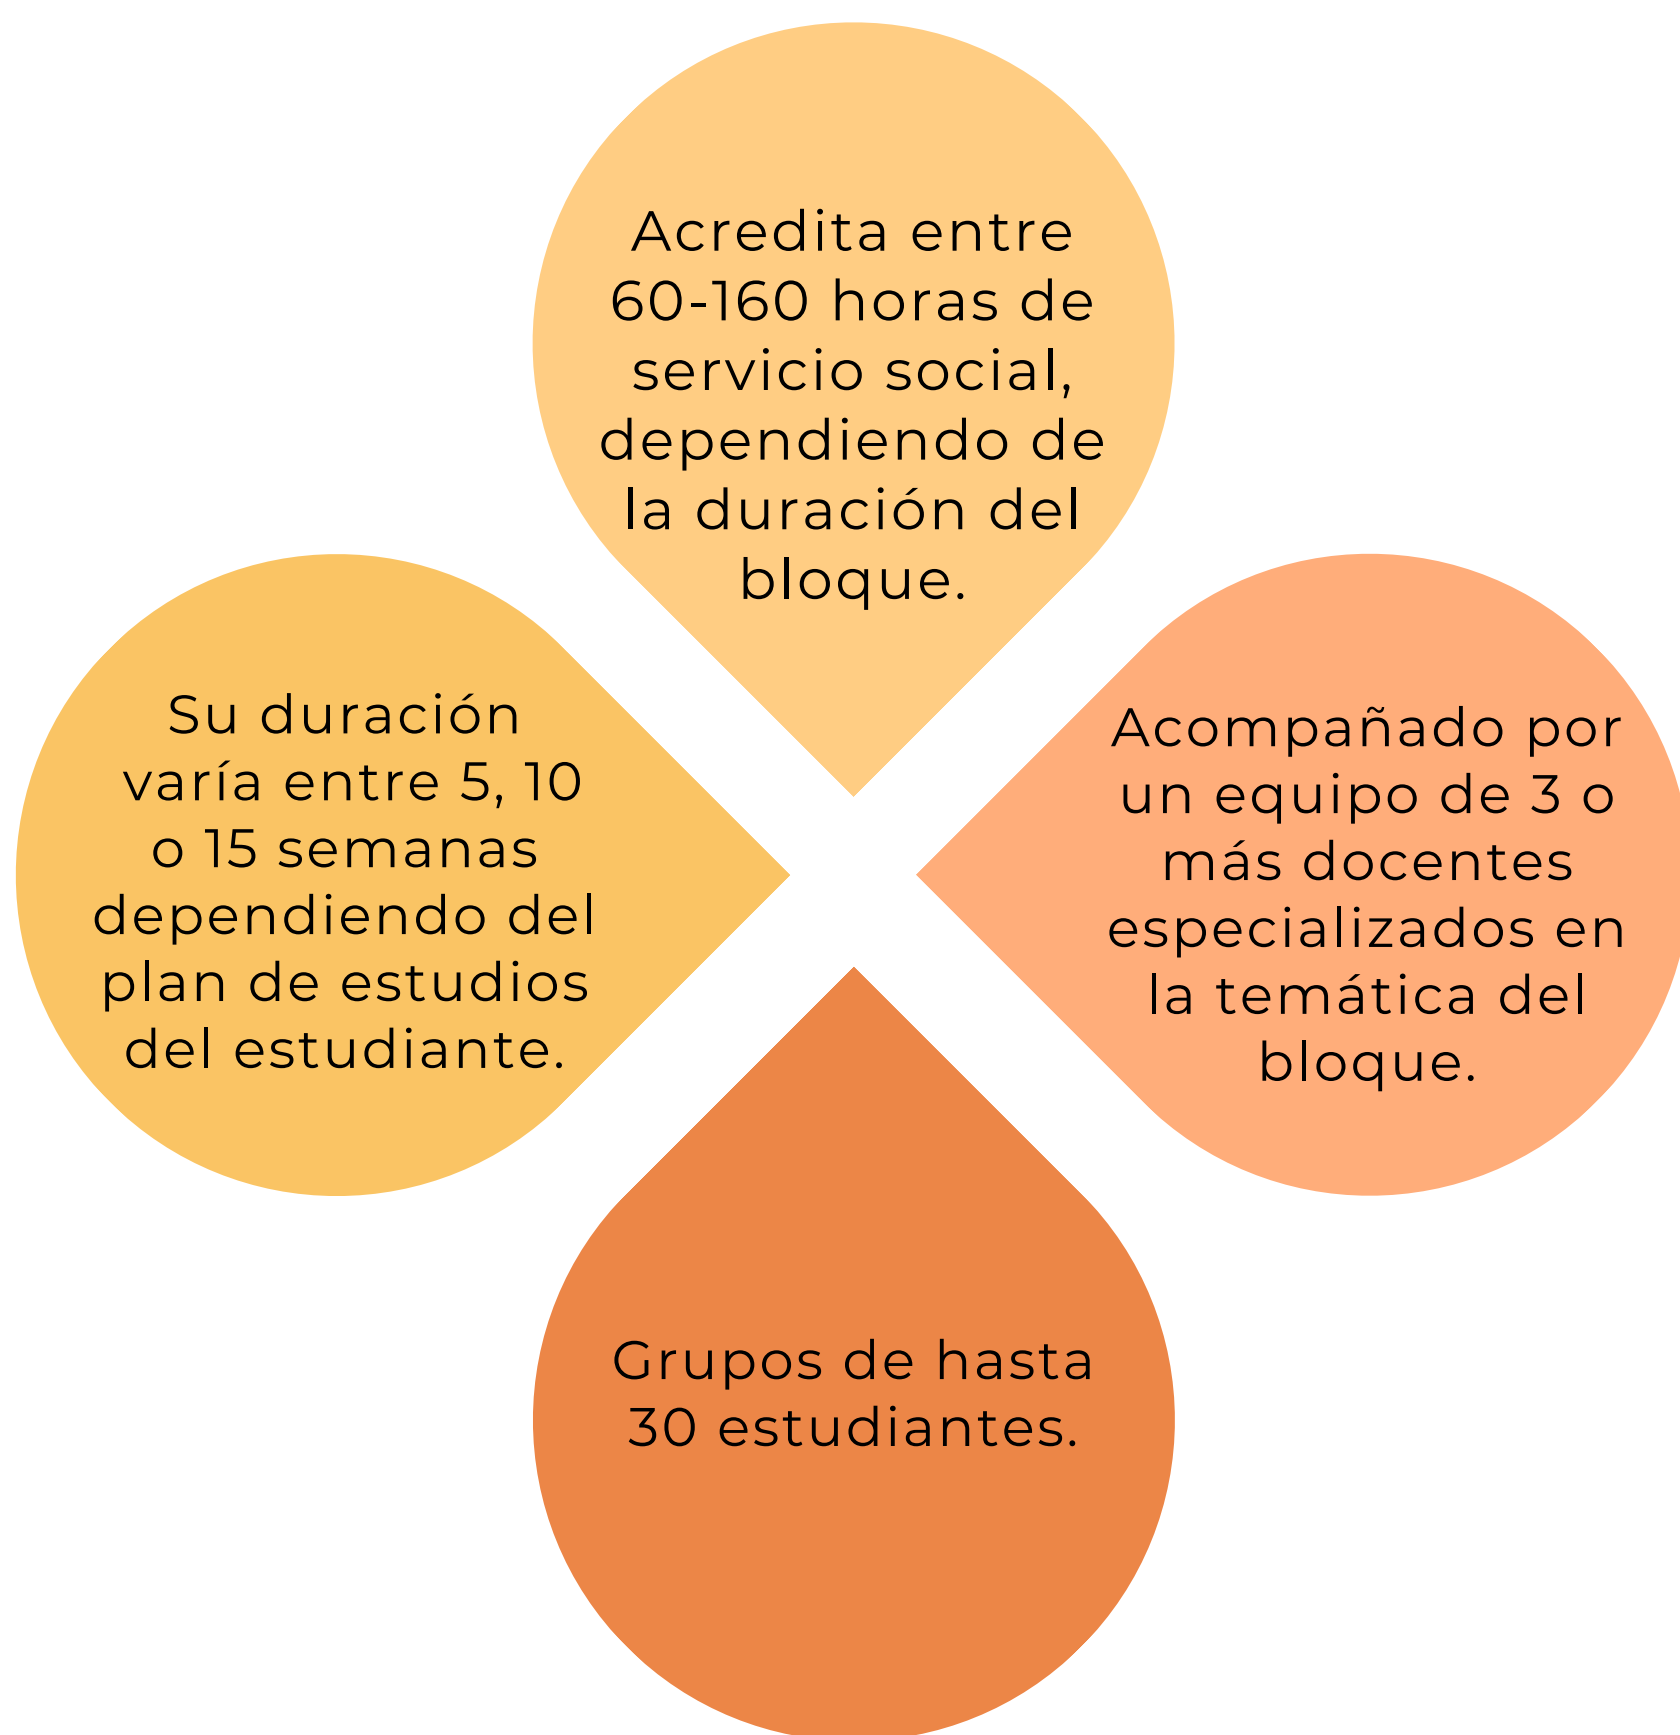 Acredita entre
60-160 horas de
servicio social,
dependiendo de
la duración del
bloque.
Su duración
varía entre 5, 10
o 15 semanas
dependiendo del
plan de estudios
del estudiante.
Acompañado por
un equipo de 3 o
más docentes
especializados en
la temática del
bloque.
Grupos de hasta
30 estudiantes.